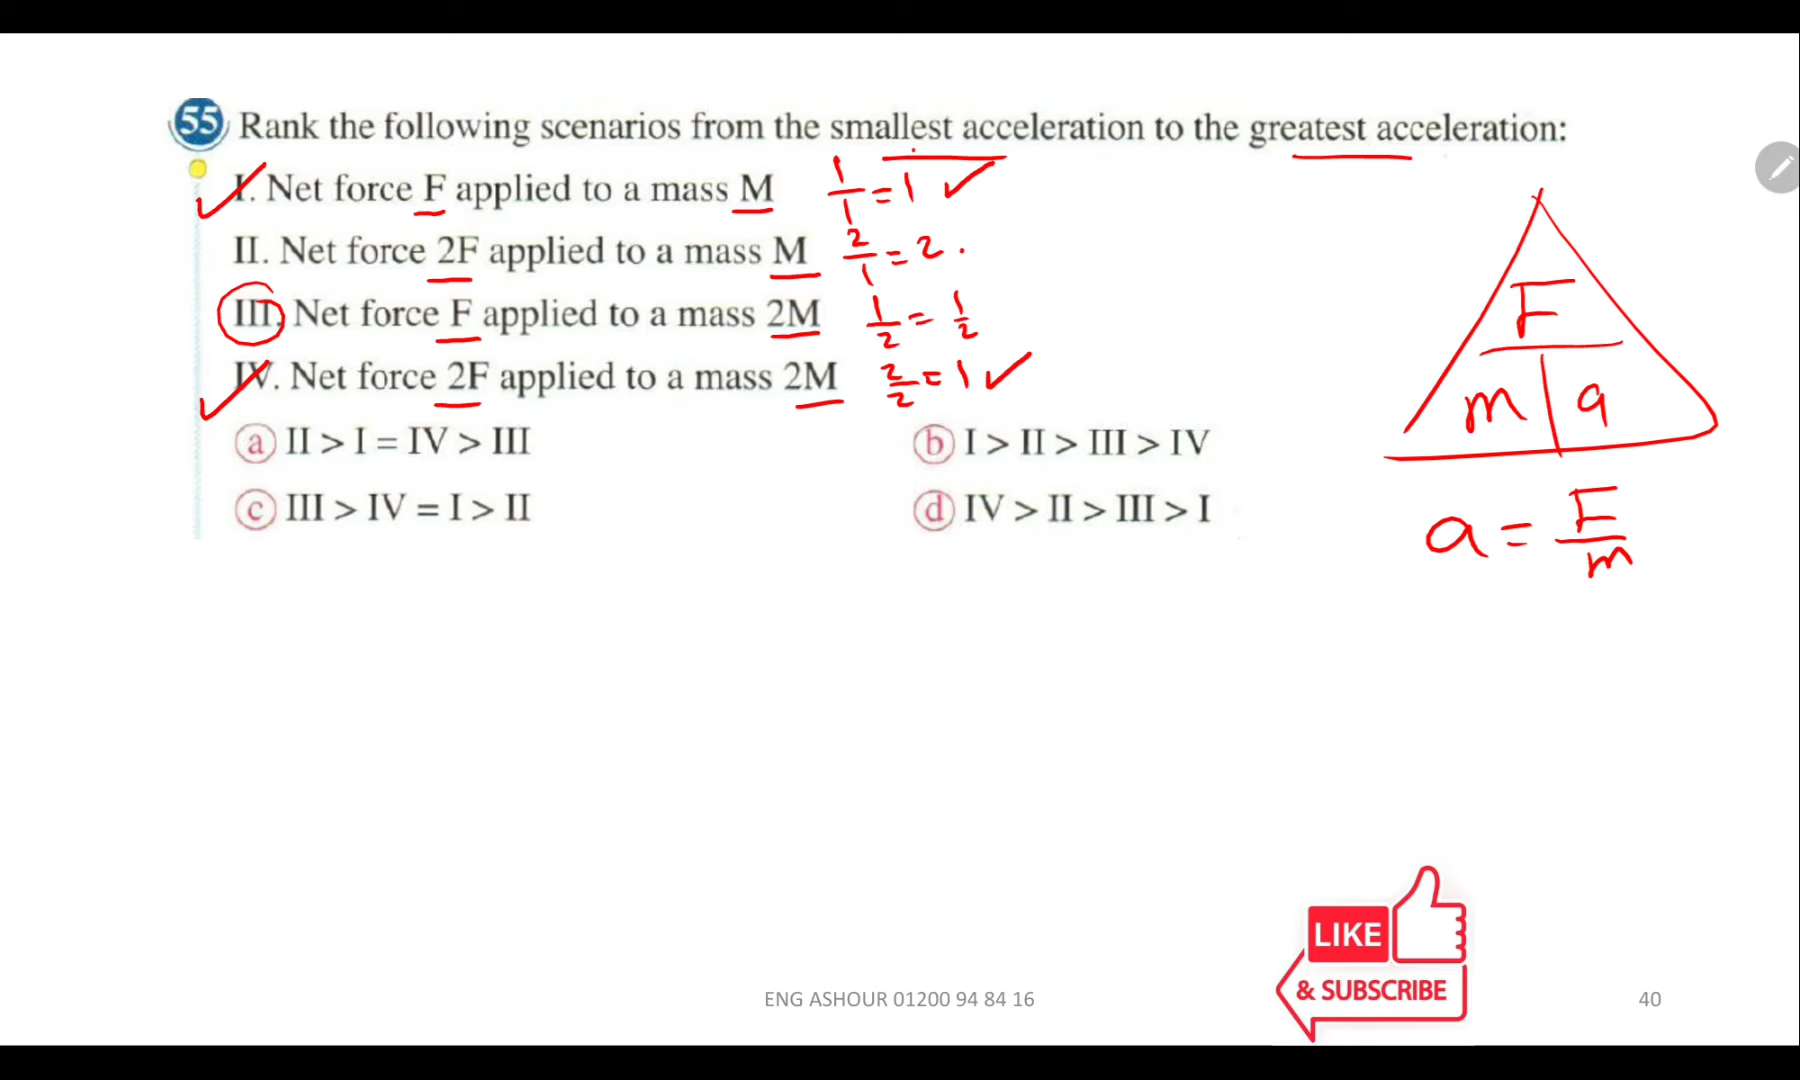 55 Rank the following scenarios from the smallest acceleration to the greatest acceleration:
I. Net force F applied to a mass M 1/1 = 1 ✓
II. Net force 2F applied to a mass M 2/1 = 2 .
III. Net force F applied to a mass 2M 1/2 = 1/2
IV. Net force 2F applied to a mass 2M 2/2 = 1 ✓
a II > I = IV > III
b I > II > III > IV
c III > IV = I > II
d IV > II > III > I
F
m a
a = F/m
LIKE
& SUBSCRIBE
ENG ASHOUR 01200 94 84 16
40